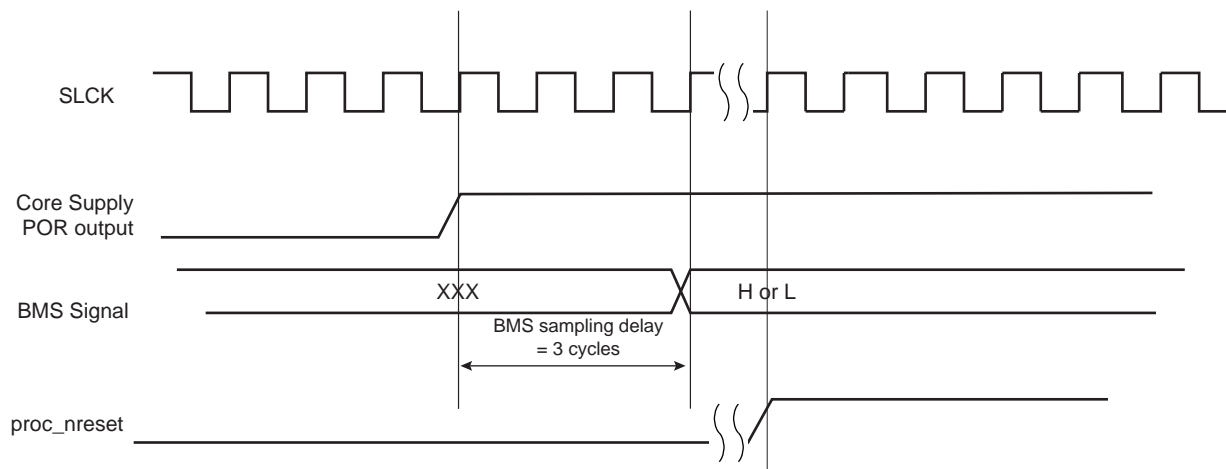 SLCK
Core Supply
POR output
BMS Signal
XXX
H or L
BMS sampling delay
= 3 cycles
proc_nreset